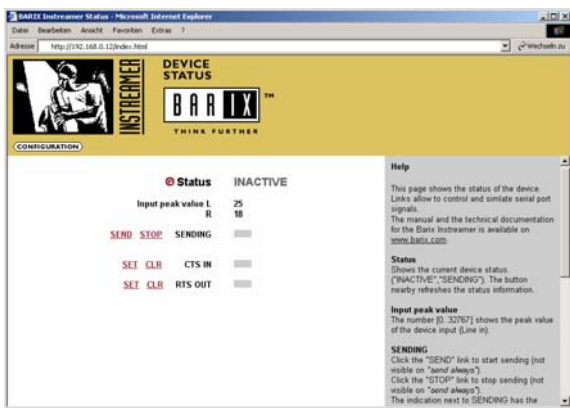 BARIX Instreamer Status - Microsoft Internet Explorer
Datei Bearbeiten Ansicht Favoriten Extras ?
Adresse http://192.168.0.12/index.html Wechseln zu
INSTREAMER
DEVICE
STATUS
BARIX ™
THINK FURTHER
CONFIGURATION
Status INACTIVE
Input peak value L 25
R 18
SEND STOP SENDING
SET CLR CTS IN
SET CLR RTS OUT
Help
This page shows the status of the device.
Links allow to control and simlate serial port
signals.
The manual and the technical documentation
for the Barix Instreamer is available on
www.barix.com.
Status
Shows the current device status.
("INACTIVE","SENDING"). The button
nearby refreshes the status information.
Input peak value
The number [0..32767] shows the peak value
of the device input (Line in).
SENDING
Click the "SEND" link to start sending (not
visible on "send always").
Click the "STOP" link to stop sending (not
visible on "send always").
The indication next to SENDING has the